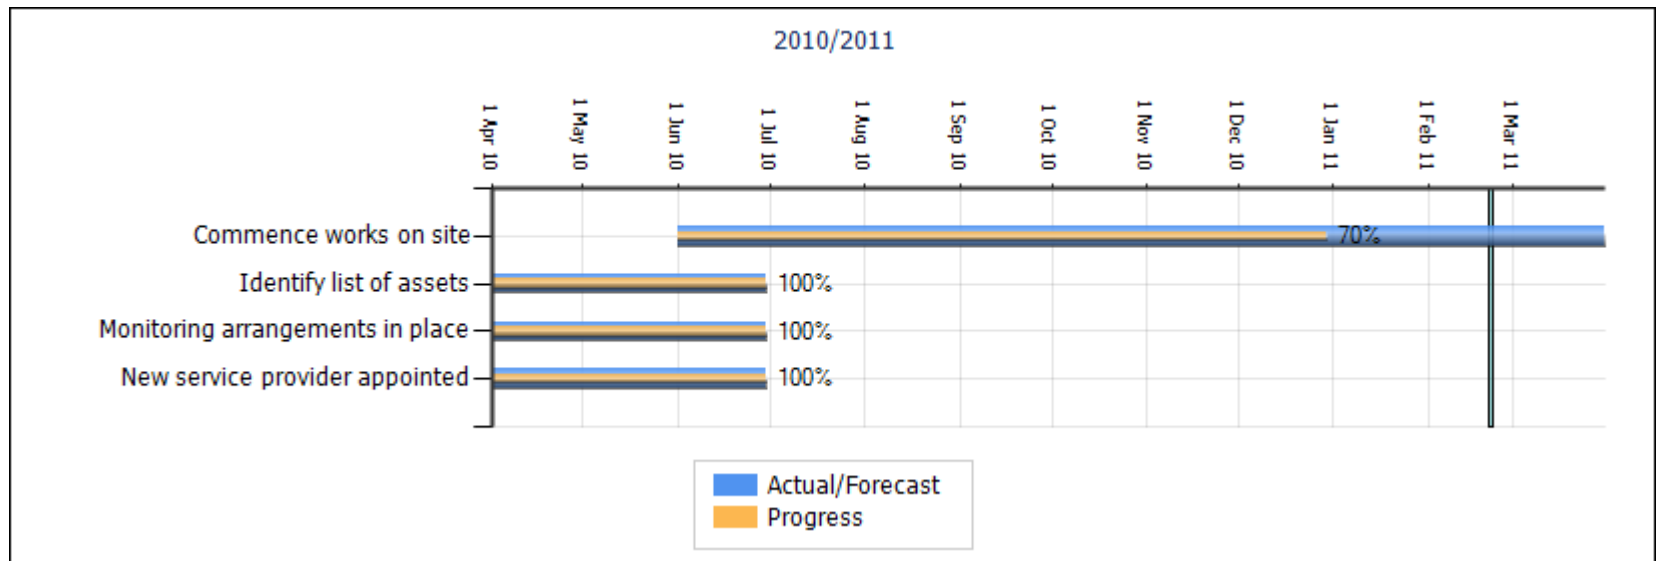 2010/2011
1 Apr 10
1 May 10
1 Jun 10
1 Jul 10
1 Aug 10
1 Sep 10
1 Oct 10
1 Nov 10
1 Dec 10
1 Jan 11
1 Feb 11
1 Mar 11
Commence works on site
70%
Identify list of assets
100%
Monitoring arrangements in place
100%
New service provider appointed
100%
Actual/Forecast
Progress